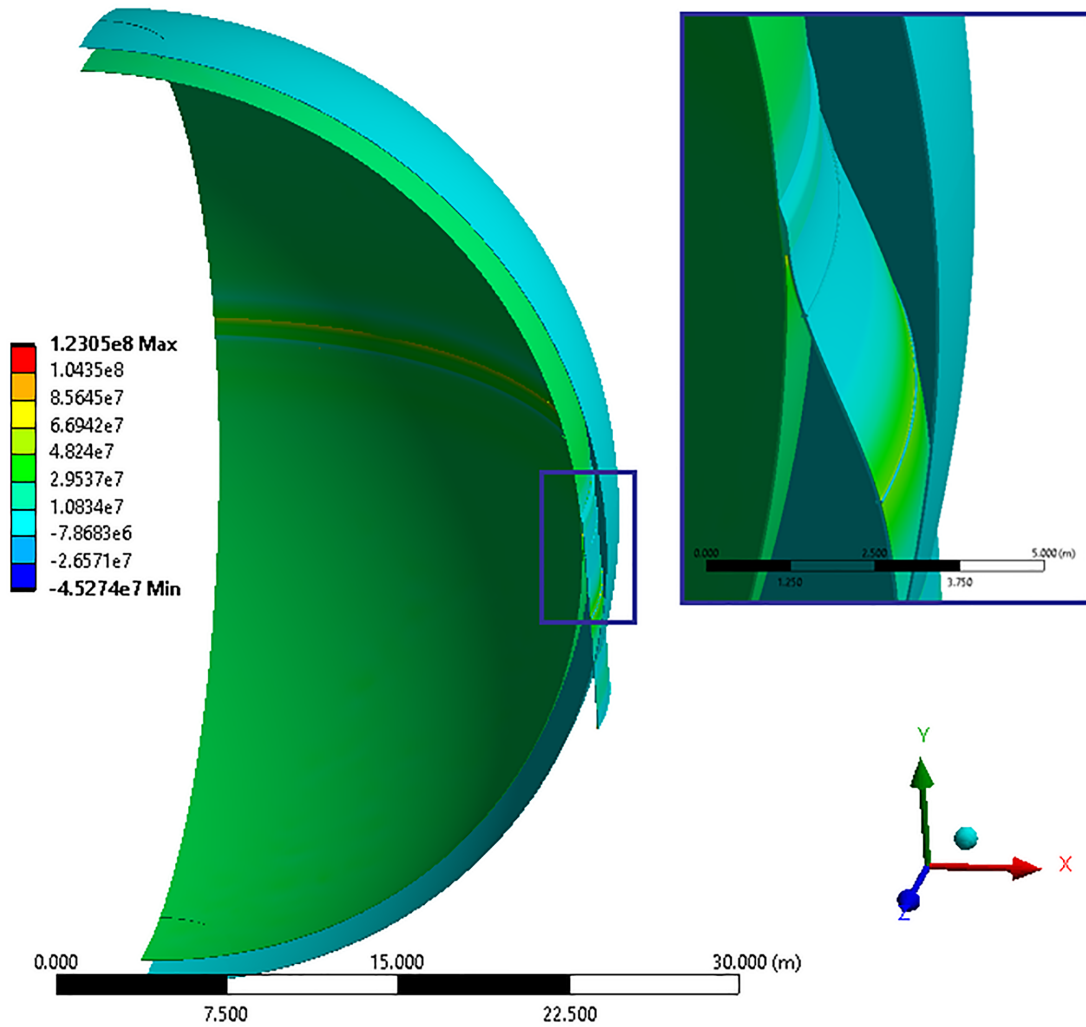 1.2305e8 Max
1.0435e8
8.5645e7
6.6942e7
4.824e7
2.9537e7
1.0834e7
-7.8683e6
-2.6571e7
-4.5274e7 Min
0.000 2.500 5.000 (m)
1.250 3.750
Y
X
Z
0.000 15.000 30.000 (m)
7.500 22.500